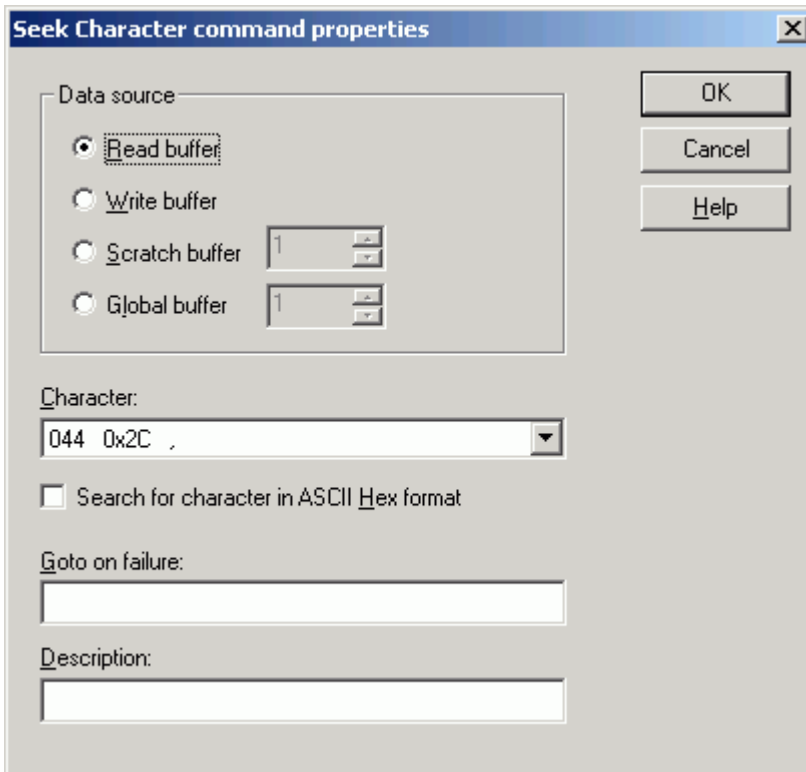 Seek Character command properties
Data source
OK
Read buffer
Cancel
Write buffer
Help
Scratch buffer 1
Global buffer 1
Character:
044 0x2C ,
Search for character in ASCII Hex format
Goto on failure:
Description: